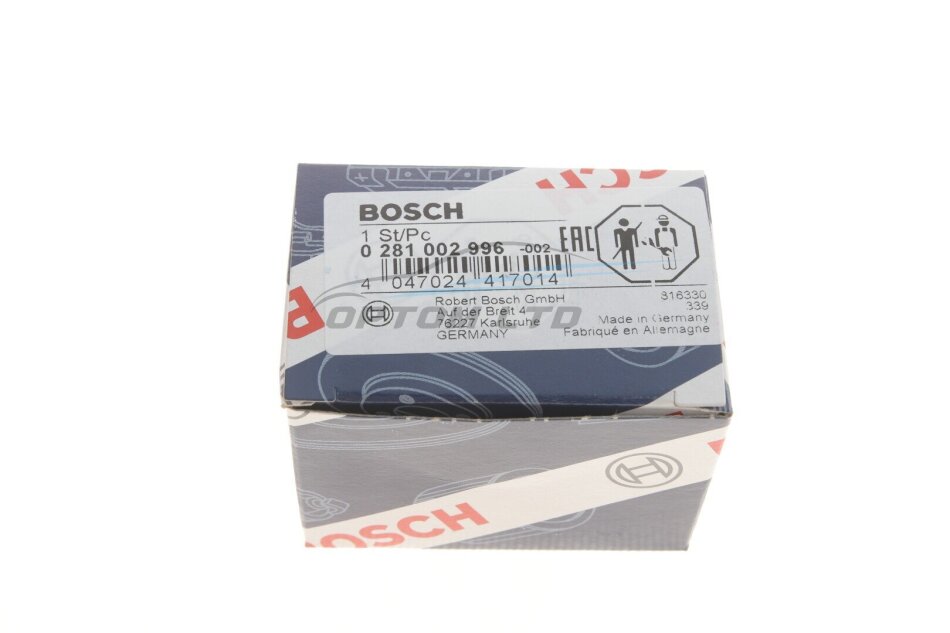 BOSCH
1 St/Pc
0 281 002 996 -002
EAC
4 047024 417014
Robert Bosch GmbH
Auf der Breit 4
76227 Karlsruhe
GERMANY
816330
339
Made in Germany
Fabriqué en Allemagne
BOSCH